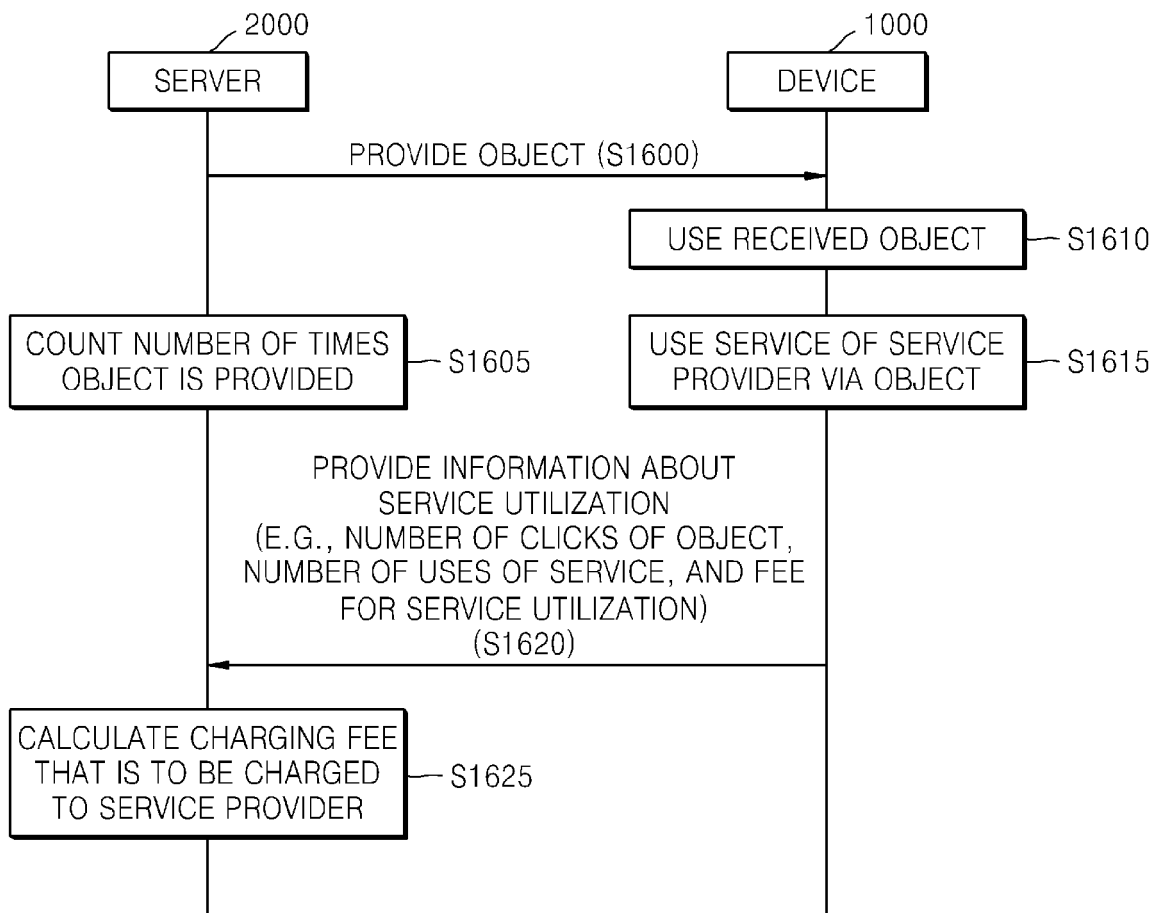 2000
1000
SERVER
DEVICE
PROVIDE OBJECT (S1600)
USE RECEIVED OBJECT
S1610
COUNT NUMBER OF TIMES
OBJECT IS PROVIDED
S1605
USE SERVICE OF SERVICE
PROVIDER VIA OBJECT
S1615
PROVIDE INFORMATION ABOUT
SERVICE UTILIZATION
(E.G., NUMBER OF CLICKS OF OBJECT,
NUMBER OF USES OF SERVICE, AND FEE
FOR SERVICE UTILIZATION)
(S1620)
CALCULATE CHARGING FEE
THAT IS TO BE CHARGED
TO SERVICE PROVIDER
S1625